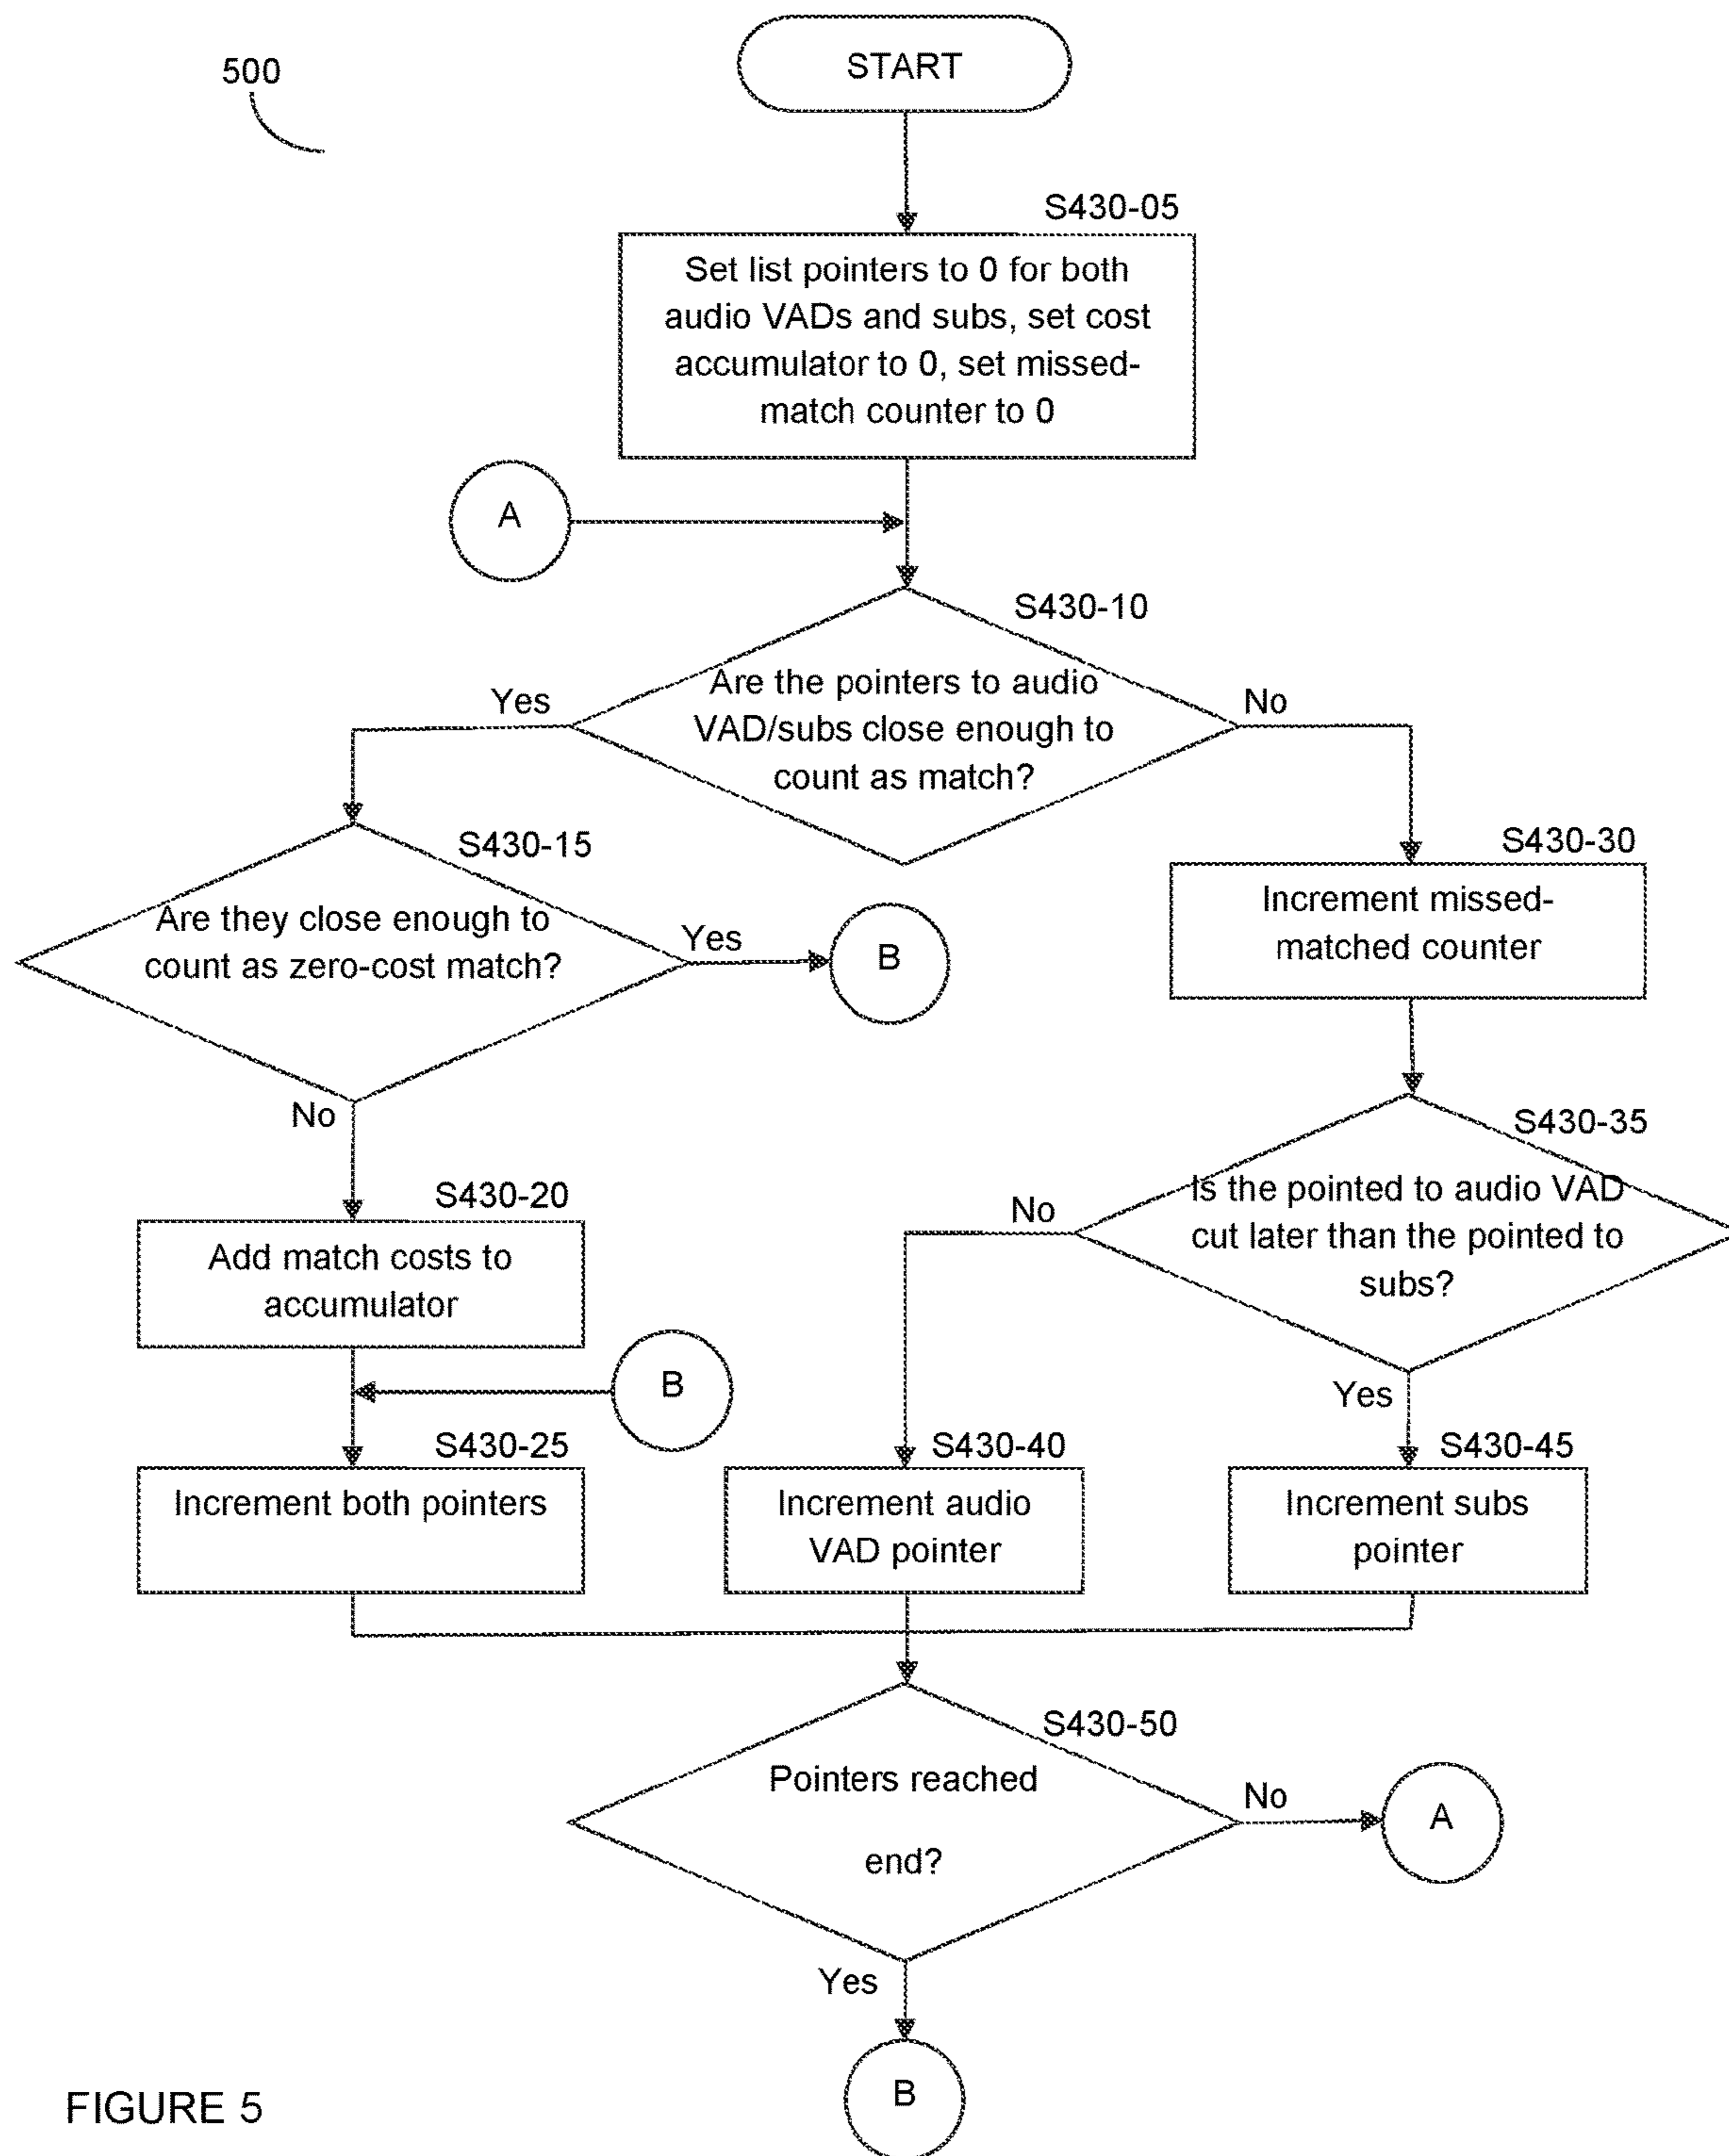 500
START
S430-05
Set list pointers to 0 for both
audio VADs and subs, set cost
accumulator to 0, set missed-
match counter to 0
A
S430-10
Are the pointers to audio
VAD/subs close enough to
count as match?
Yes
No
S430-15
Are they close enough to
count as zero-cost match?
Yes
B
No
S430-30
Increment missed-
matched counter
S430-35
Is the pointed to audio VAD
cut later than the pointed to
subs?
No
Yes
S430-20
Add match costs to
accumulator
B
S430-25
Increment both pointers
S430-40
Increment audio
VAD pointer
S430-45
Increment subs
pointer
S430-50
Pointers reached
end?
No
A
Yes
B
FIGURE 5